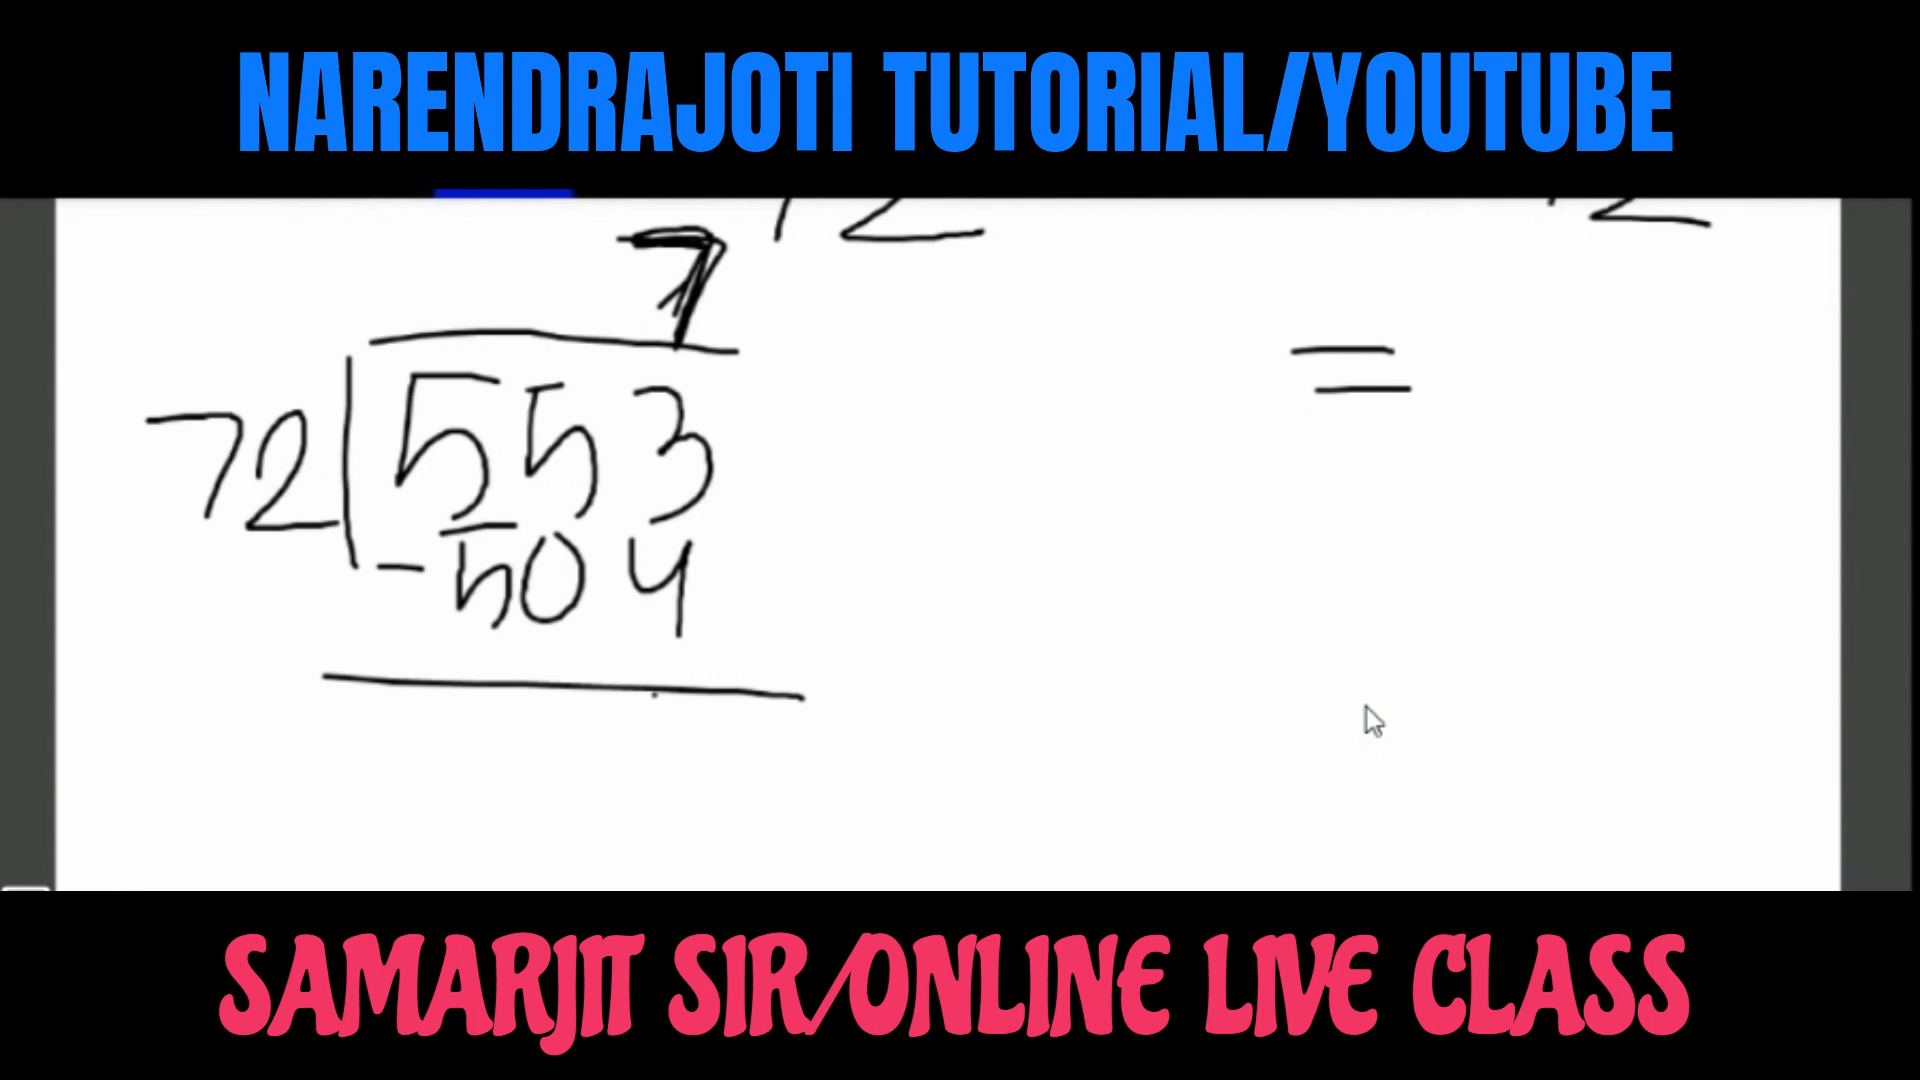 NARENDRAJOTI TUTORIAL/YOUTUBE
7
72 553
- 504
=
SAMARJIT SIR/ONLINE LIVE CLASS